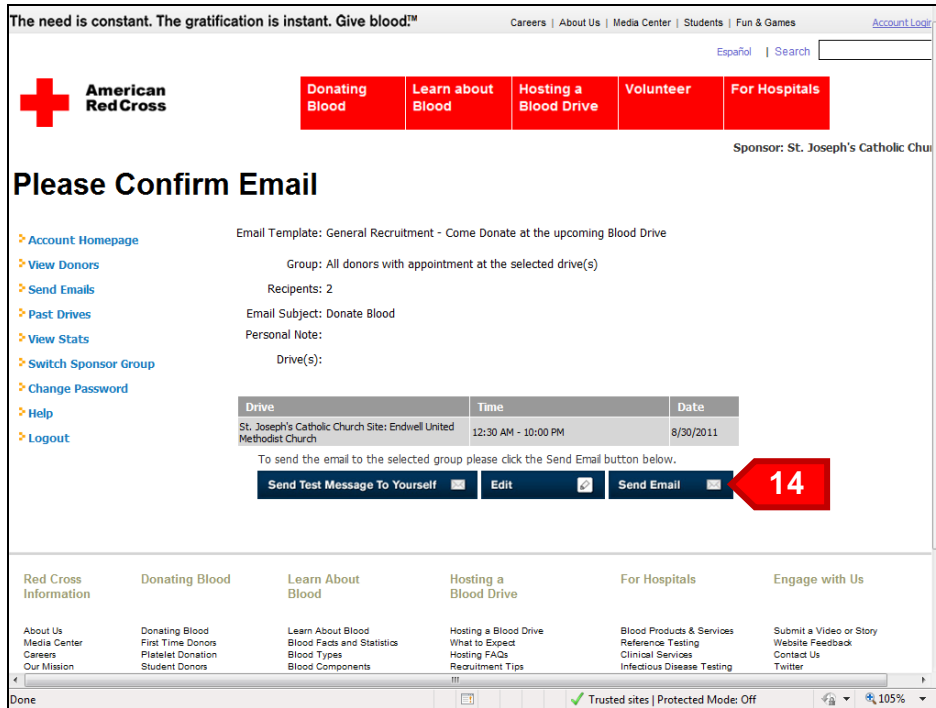 The need is constant. The gratification is instant. Give blood.™
Careers | About Us | Media Center | Students | Fun & Games
Account Login
Español | Search
American
Red Cross
Donating
Blood
Learn about
Blood
Hosting a
Blood Drive
Volunteer
For Hospitals
Sponsor: St. Joseph's Catholic Chu
Please Confirm Email
Account Homepage
View Donors
Send Emails
Past Drives
View Stats
Switch Sponsor Group
Change Password
Help
Logout
Email Template: General Recruitment - Come Donate at the upcoming Blood Drive
Group: All donors with appointment at the selected drive(s)
Recipents: 2
Email Subject: Donate Blood
Personal Note:
Drive(s):
Drive Time Date
St. Joseph's Catholic Church Site: Endwell United
Methodist Church
12:30 AM - 10:00 PM
8/30/2011
To send the email to the selected group please click the Send Email button below.
Send Test Message To Yourself
Edit
Send Email
14
Red Cross
Information
About Us
Media Center
Careers
Our Mission
Donating Blood
Donating Blood
First Time Donors
Platelet Donation
Student Donors
Learn About
Blood
Learn About Blood
Blood Facts and Statistics
Blood Types
Blood Components
Hosting a
Blood Drive
Hosting a Blood Drive
What to Expect
Hosting FAQs
Recruitment Tips
For Hospitals
Blood Products & Services
Reference Testing
Clinical Services
Infectious Disease Testing
Engage with Us
Submit a Video or Story
Website Feedback
Contact Us
Twitter
Done
Trusted sites | Protected Mode: Off
105%